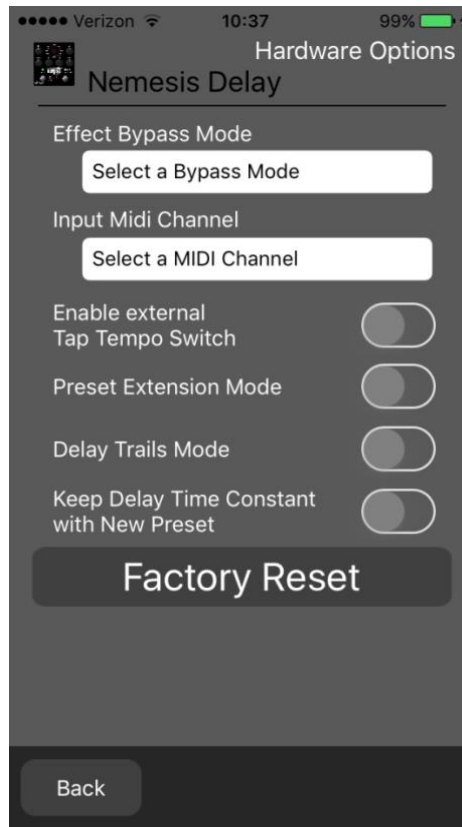 Verizon 10:37 99%
Hardware Options
Nemesis Delay
Effect Bypass Mode
Select a Bypass Mode
Input Midi Channel
Select a MIDI Channel
Enable external
Tap Tempo Switch
Preset Extension Mode
Delay Trails Mode
Keep Delay Time Constant
with New Preset
Factory Reset
Back